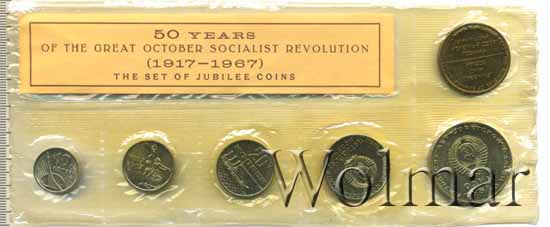 50 YEARS
OF THE GREAT OCTOBER SOCIALIST REVOLUTION
(1917—1967)
THE SET OF JUBILEE COINS
Wolmar